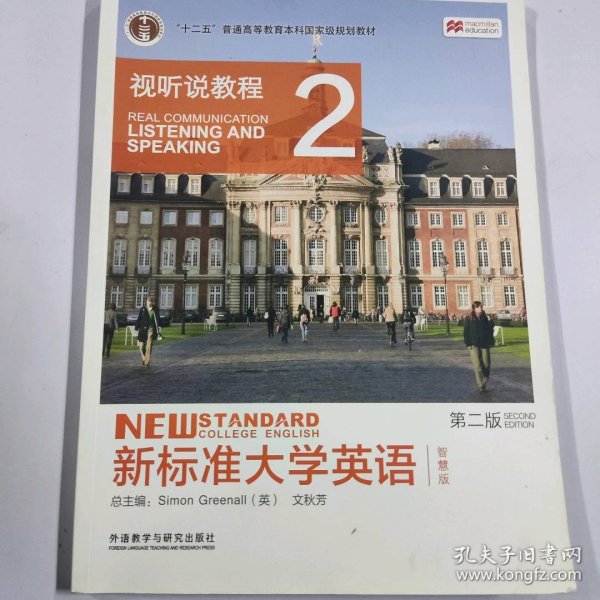 "十二五"普通高等教育本科国家级规划教材
macmillan
education
视听说教程
2
REAL COMMUNICATION
LISTENING AND
SPEAKING
第二版 SECOND EDITION
NEW STANDARD
COLLEGE ENGLISH
新标准大学英语
智慧版
总主编：Simon Greenall（英） 文秋芳
外语教学与研究出版社
FOREIGN LANGUAGE TEACHING AND RESEARCH PRESS
孔夫子旧书网
www.kongfz.com